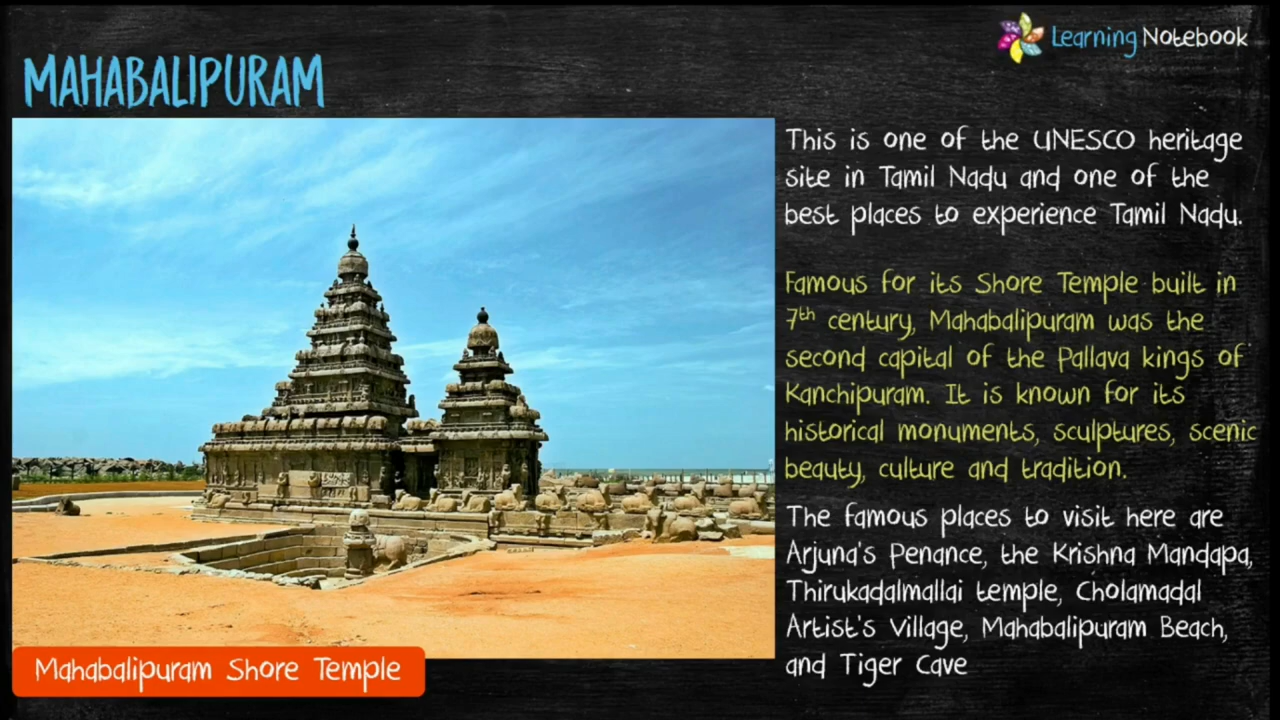 Learning Notebook
MAHABALIPURAM
This is one of the UNESCO heritage
site in Tamil Nadu and one of the
best places to experience Tamil Nadu.
Famous for its Shore Temple built in
7th century, Mahabalipuram was the
second capital of the Pallava kings of
Kanchipuram. It is known for its
historical monuments, sculptures, scenic
beauty, culture and tradition.
The famous places to visit here are
Arjuna's Penance, the Krishna Mandapa,
Thirukadalmallai temple, Cholamadal
Artist's Village, Mahabalipuram Beach,
and Tiger Cave
Mahabalipuram Shore Temple